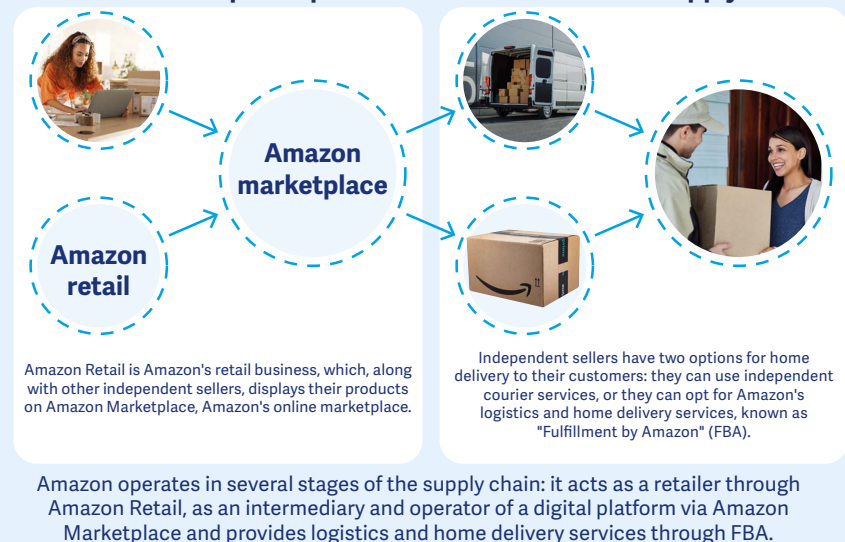 Amazon
marketplace
Amazon
retail
Amazon Retail is Amazon's retail business, which, along
with other independent sellers, displays their products
on Amazon Marketplace, Amazon's online marketplace.
Independent sellers have two options for home
delivery to their customers: they can use independent
courier services, or they can opt for Amazon's
logistics and home delivery services, known as
"Fulfillment by Amazon" (FBA).
Amazon operates in several stages of the supply chain: it acts as a retailer through
Amazon Retail, as an intermediary and operator of a digital platform via Amazon
Marketplace and provides logistics and home delivery services through FBA.